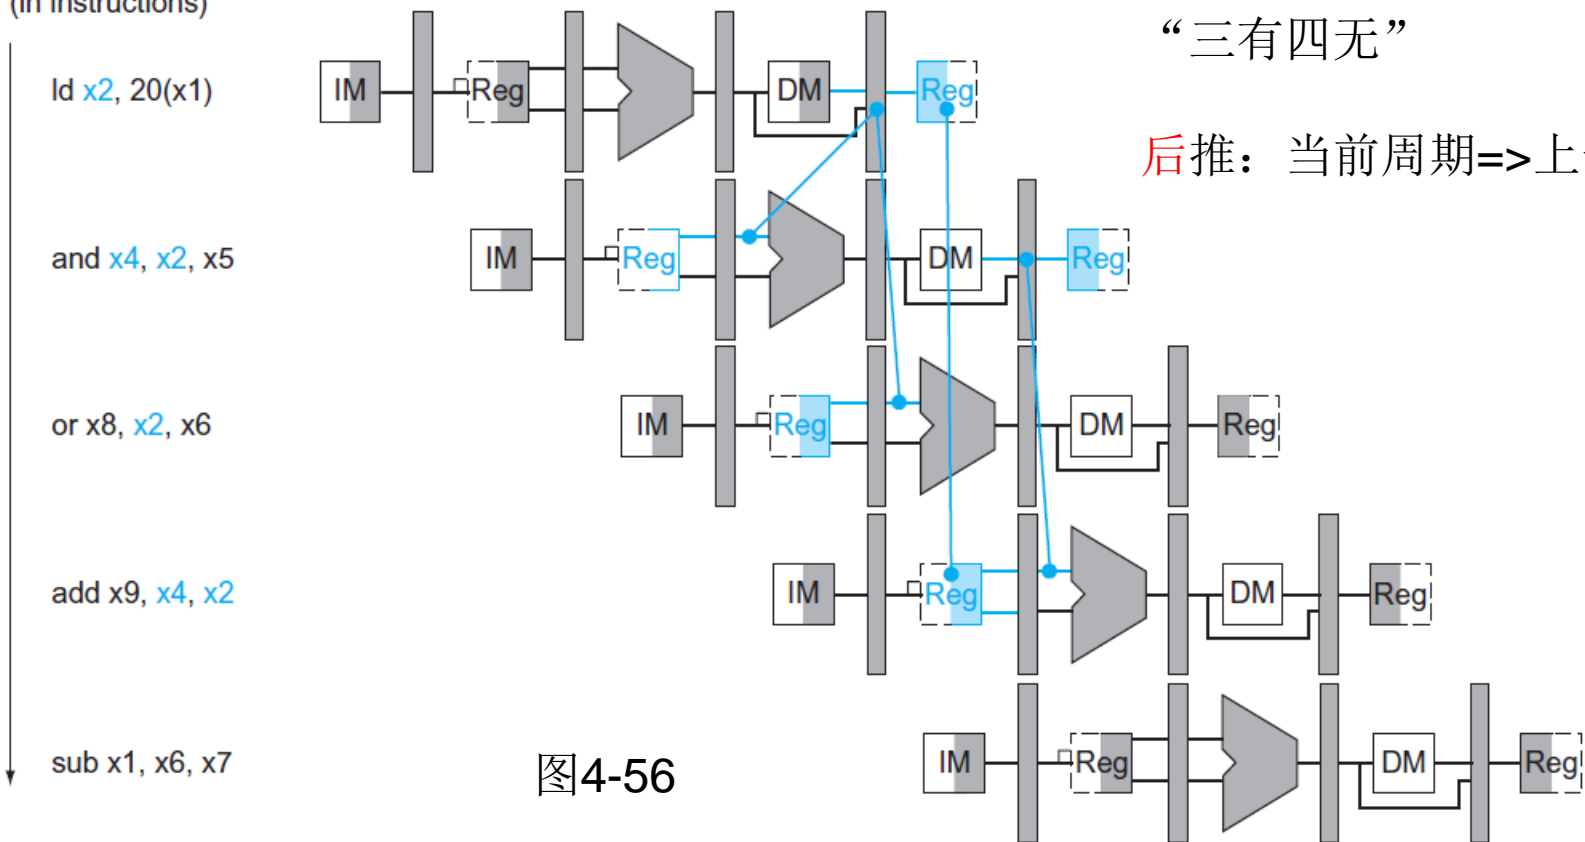 (in instructions)
“三有四无”
ld x2, 20(x1)
IM Reg DM Reg
后推：当前周期=>上
and x4, x2, x5
IM Reg DM Reg
or x8, x2, x6
IM Reg DM Reg
add x9, x4, x2
IM Reg DM Reg
sub x1, x6, x7
图4-56
IM Reg DM Reg